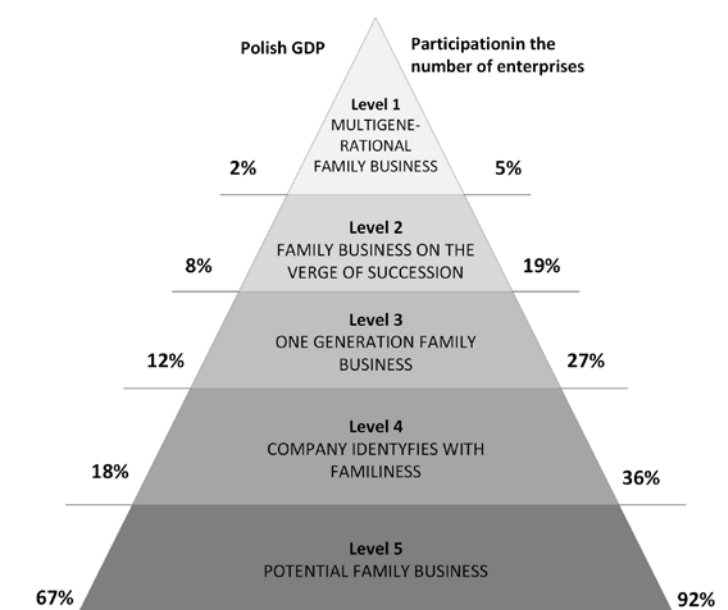 Polish GDP
Participationin the
number of enterprises
Level 1
MULTIGENE-
RATIONAL
FAMILY BUSINESS
2%
5%
Level 2
FAMILY BUSINESS ON THE
VERGE OF SUCCESSION
8%
19%
Level 3
ONE GENERATION FAMILY
BUSINESS
12%
27%
Level 4
COMPANY IDENTYFIES WITH
FAMILINESS
18%
36%
Level 5
POTENTIAL FAMILY BUSINESS
67%
92%